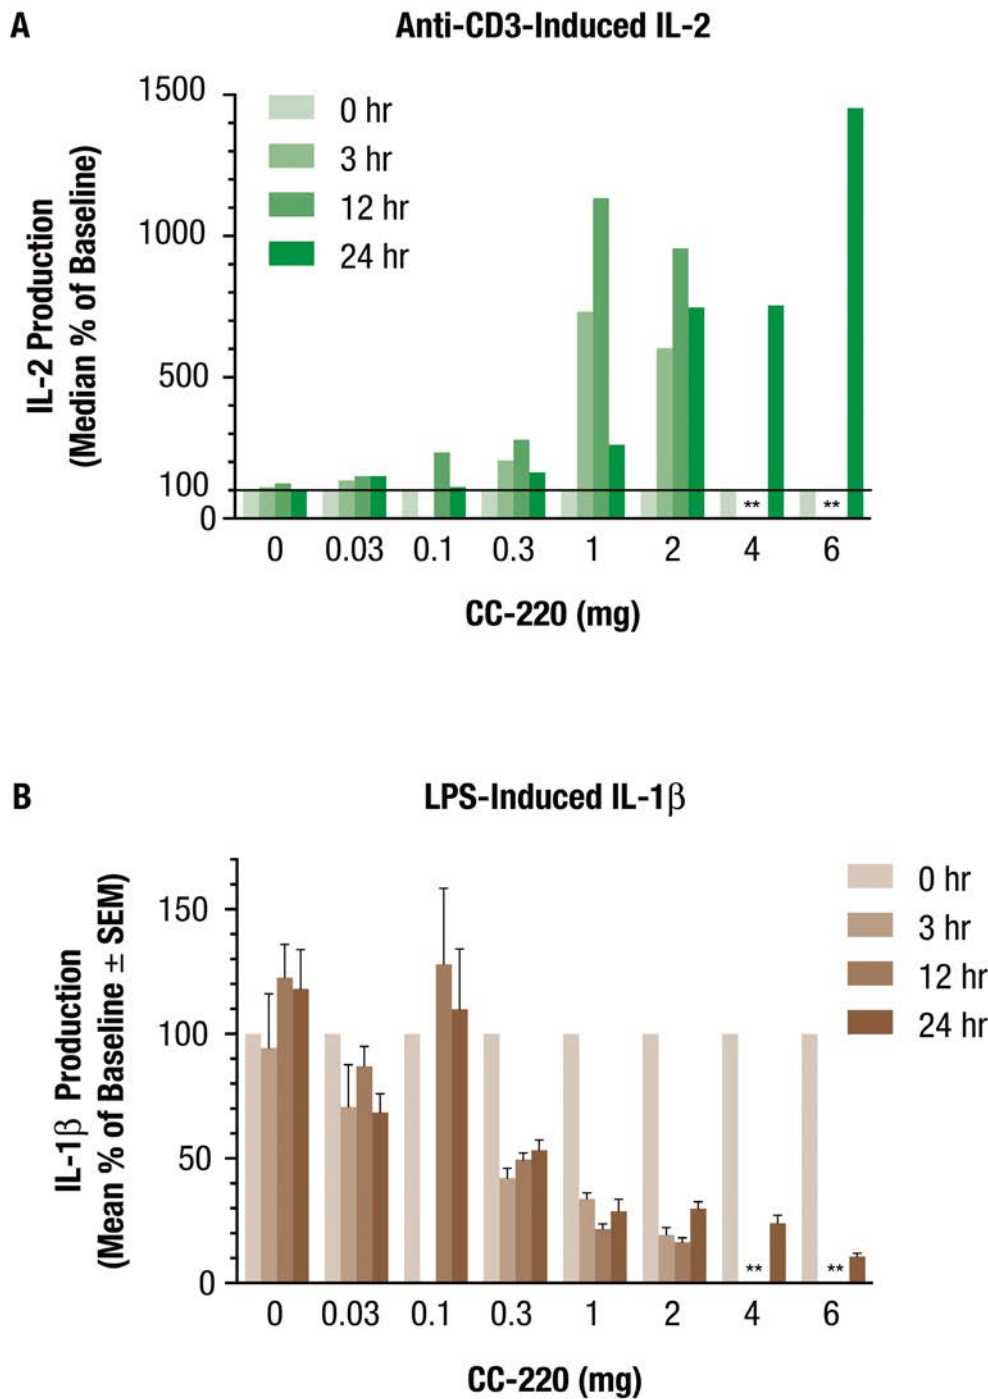 A
Anti-CD3-Induced IL-2
IL-2 Production
(Median % of Baseline)
1500
1000
500
100
0
0 hr
3 hr
12 hr
24 hr
** **
0 0.03 0.1 0.3 1 2 4 6
CC-220 (mg)
B
LPS-Induced IL-1β
IL-1β Production
(Mean % of Baseline ± SEM)
150
100
50
0
0 hr
3 hr
12 hr
24 hr
** **
0 0.03 0.1 0.3 1 2 4 6
CC-220 (mg)